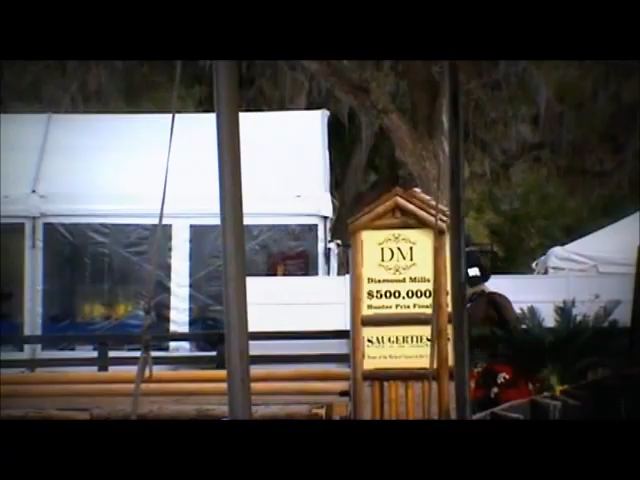 DM
Diamond Mills
$500,000
Hunter Prix Final
SAUGERTIES